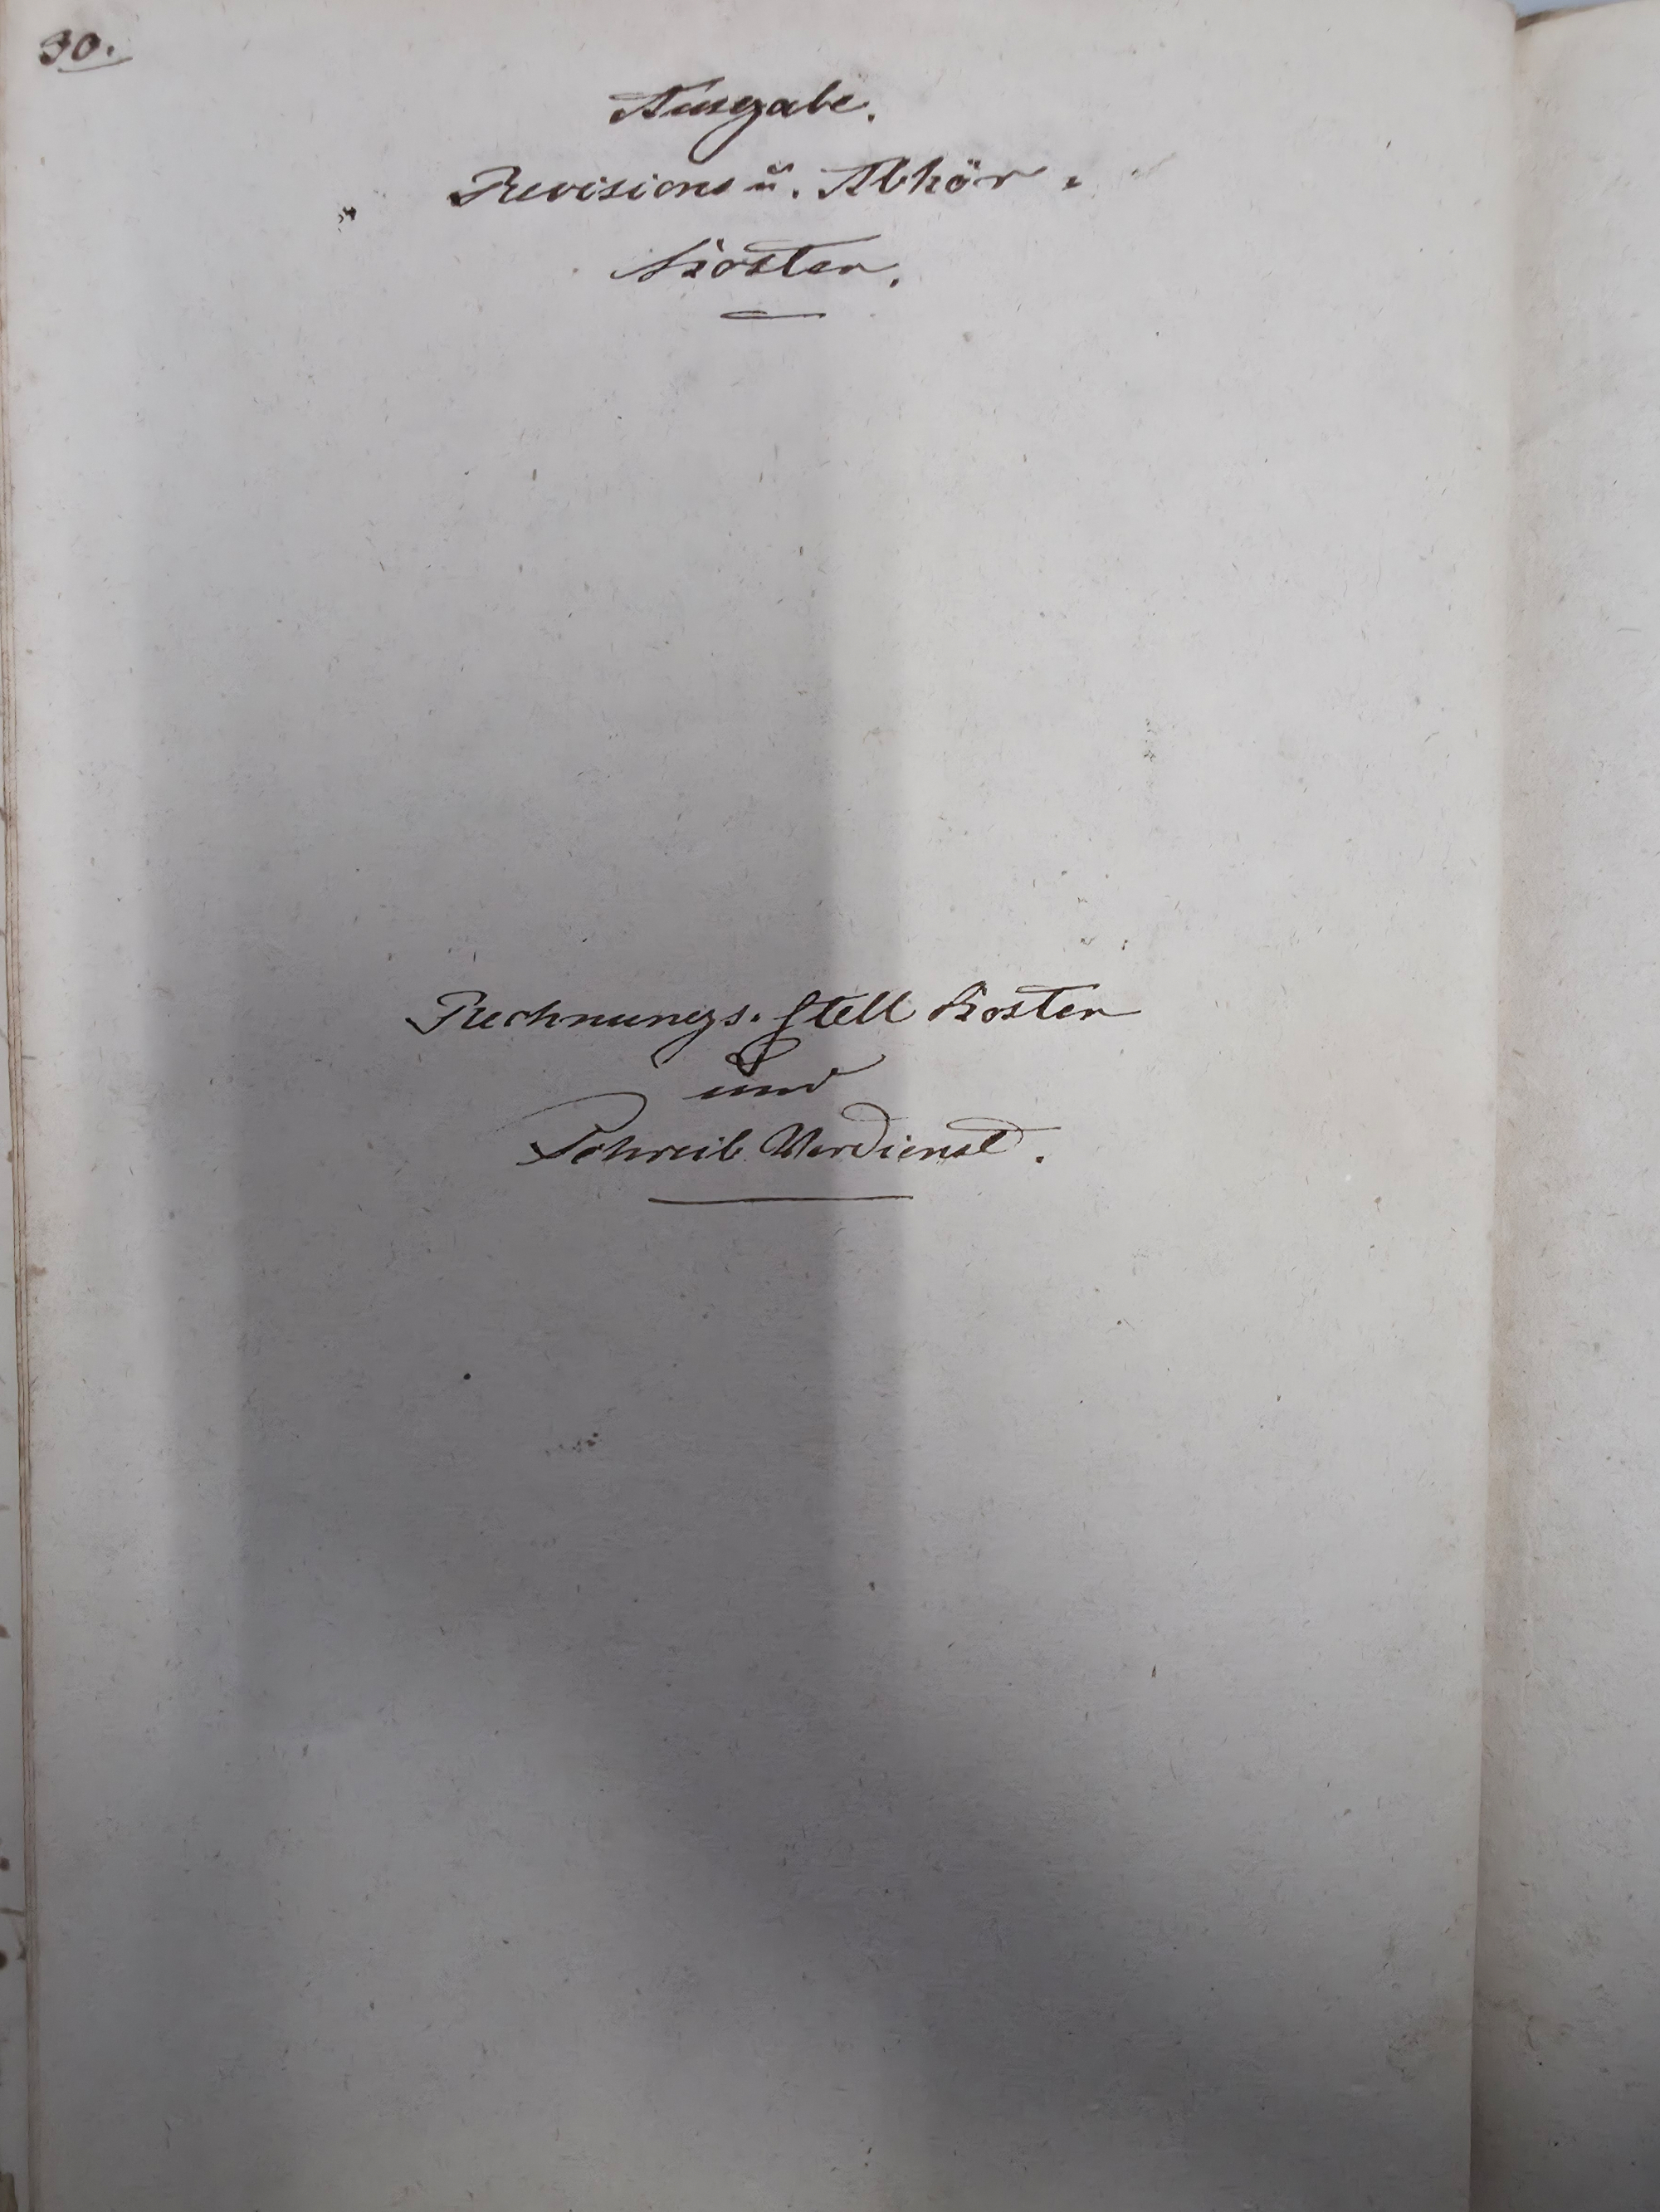 30.
Ausgabe.
Revisions u. Abhör-
kosten.
Rechnungs-Stell Kosten
und
Schreib Verdienst.